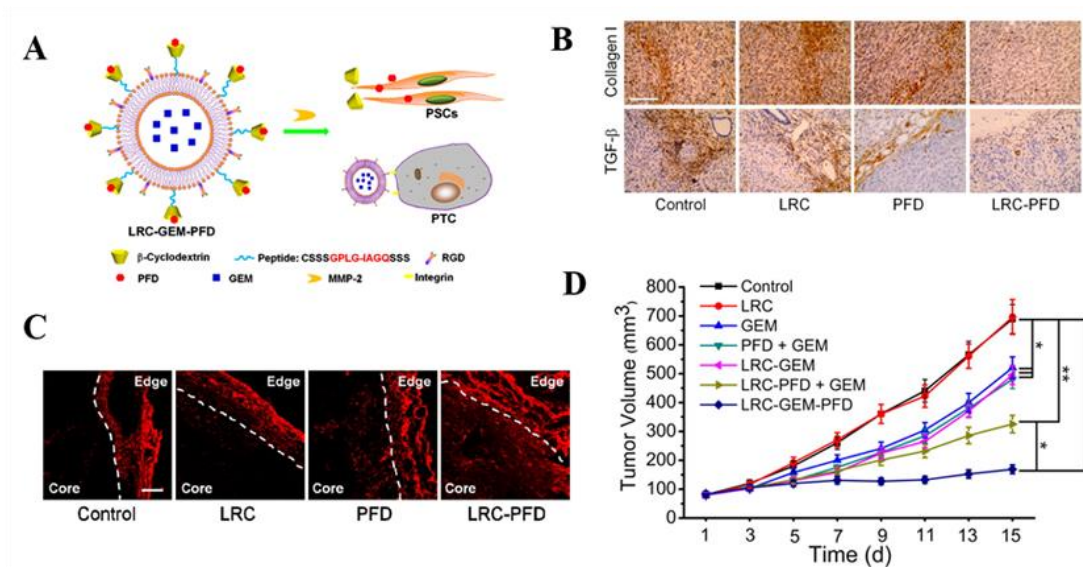 A
PSCs
PTC
LRC-GEM-PFD
β-Cyclodextrin
Peptide: CSSSGPLG-IAGQSSS
RGD
PFD
GEM
MMP-2
Integrin
B
Collagen I
TGF-β
Control
LRC
PFD
LRC-PFD
C
Edge
Core
Edge
Core
Edge
Core
Edge
Core
Control
LRC
PFD
LRC-PFD
D
Tumor Volume (mm³)
800
700
600
500
400
300
200
100
0
Control
LRC
GEM
PFD + GEM
LRC-GEM
LRC-PFD + GEM
LRC-GEM-PFD
*
**
*
1 3 5 7 9 11 13 15
Time (d)